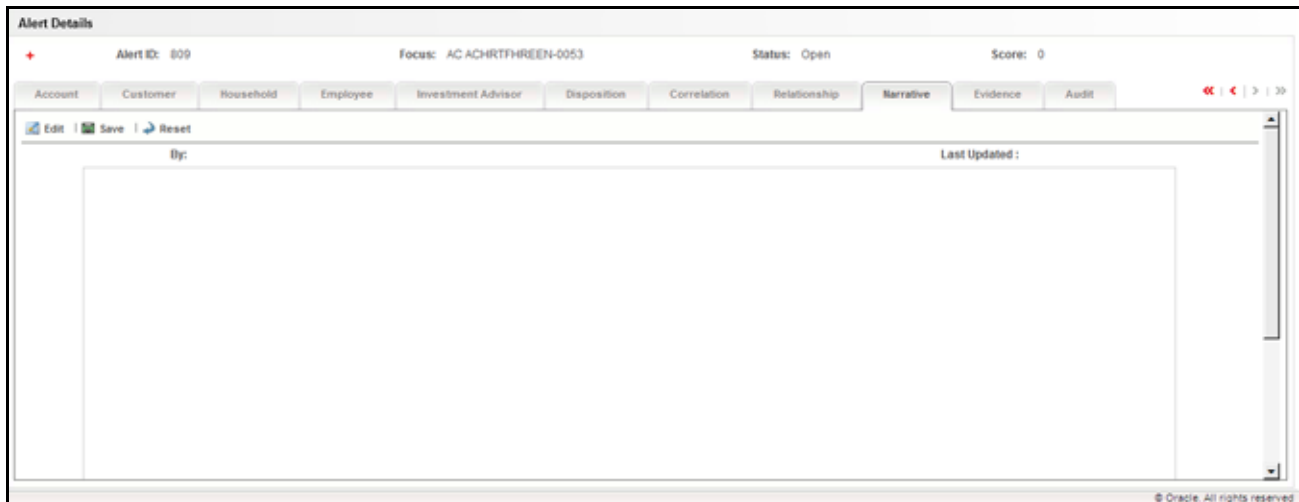 Alert Details
+ Alert ID: 809 Focus: AC ACHRTFHREEN-0053 Status: Open Score: 0
Account Customer Household Employee Investment Advisor Disposition Correlation Relationship Narrative Evidence Audit
Edit | Save | Reset
By: Last Updated :
© Oracle. All rights reserved